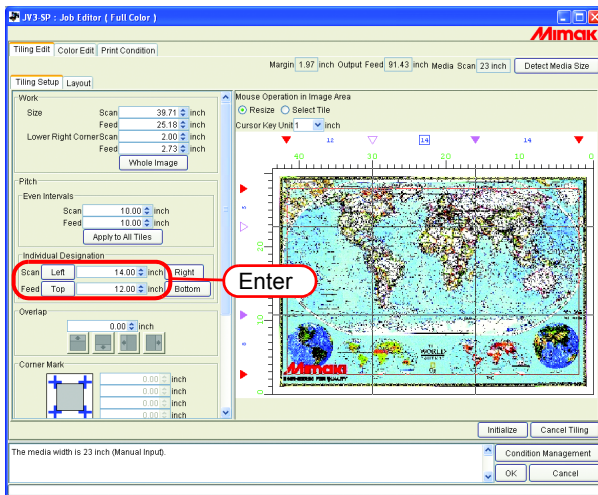 JV3-SP : Job Editor ( Full Color )
Mimaki
Tiling Edit Color Edit Print Condition
Margin 1.97 inch Output Feed 91.43 inch Media Scan 23 inch Detect Media Size
Tiling Setup Layout
Work
Size Scan 39.71 inch
Feed 25.18 inch
Lower Right Corner Scan 2.00 inch
Feed 2.73 inch
Whole Image
Pitch
Even Intervals
Scan 10.00 inch
Feed 10.00 inch
Apply to All Tiles
Individual Designation
Scan Left 14.00 inch Right
Feed Top 12.00 inch Bottom
Enter
Overlap
0.00 inch
Corner Mark
0.00 inch
0.00 inch
0.00 inch
0.00 inch
Mouse Operation in Image Area
Resize Select Tile
Cursor Key Unit 1 inch
12 14 14
40 30 20 10 0
20
10
0
WORLD
Mimaki
ENGINEERED FOR QUALITY
Initialize Cancel Tiling
The media width is 23 inch (Manual Input).
Condition Management
OK Cancel